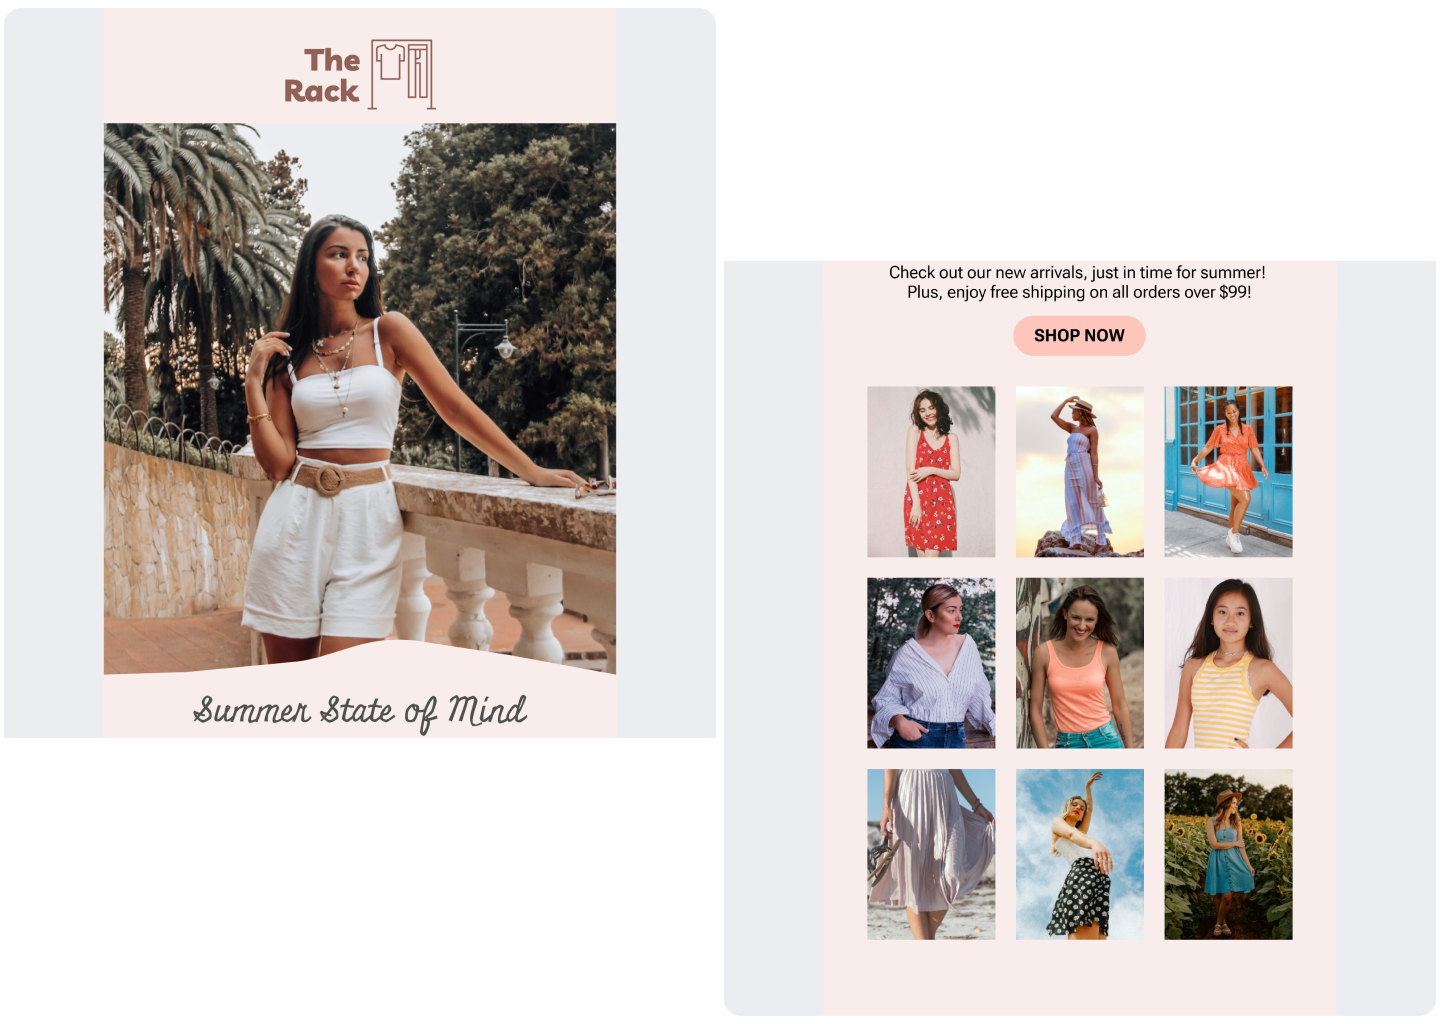 The
Rack
Summer State of Mind
Check out our new arrivals, just in time for summer!
Plus, enjoy free shipping on all orders over $99!
SHOP NOW